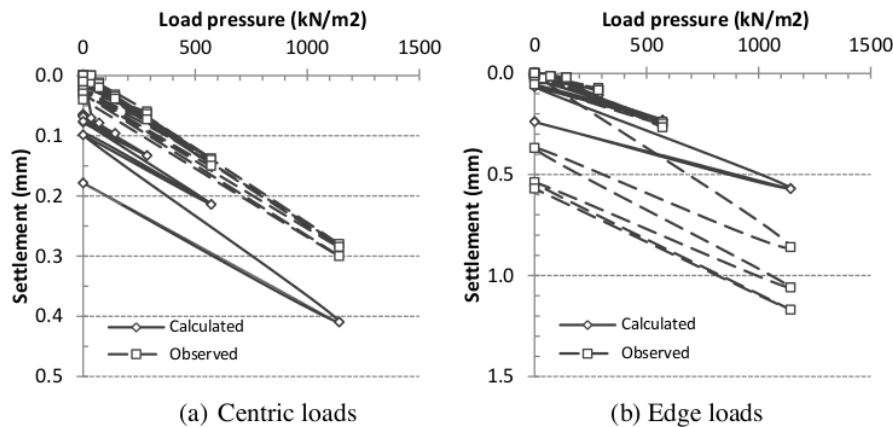 Load pressure (kN/m2)
0 500 1000 1500
0.0
0.1
0.2
0.3
0.4
0.5
Settlement (mm)
Calculated
Observed
(a) Centric loads
Load pressure (kN/m2)
0 500 1000 1500
0.0
0.5
1.0
1.5
Settlement (mm)
Calculated
Observed
(b) Edge loads